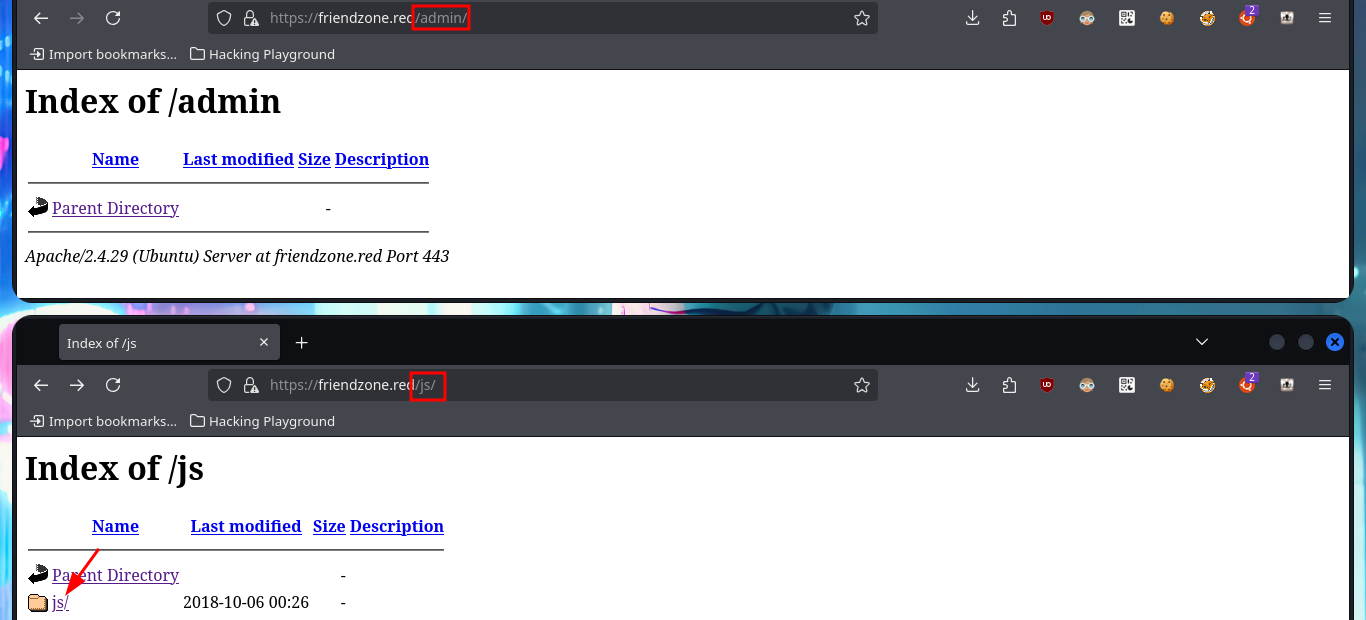 https://friendzone.red/admin/
2
Import bookmarks... Hacking Playground
Index of /admin
Name Last modified Size Description
Parent Directory -
Apache/2.4.29 (Ubuntu) Server at friendzone.red Port 443
Index of /js
https://friendzone.red/js/
2
Import bookmarks... Hacking Playground
Index of /js
Name Last modified Size Description
Parent Directory -
js/ 2018-10-06 00:26 -